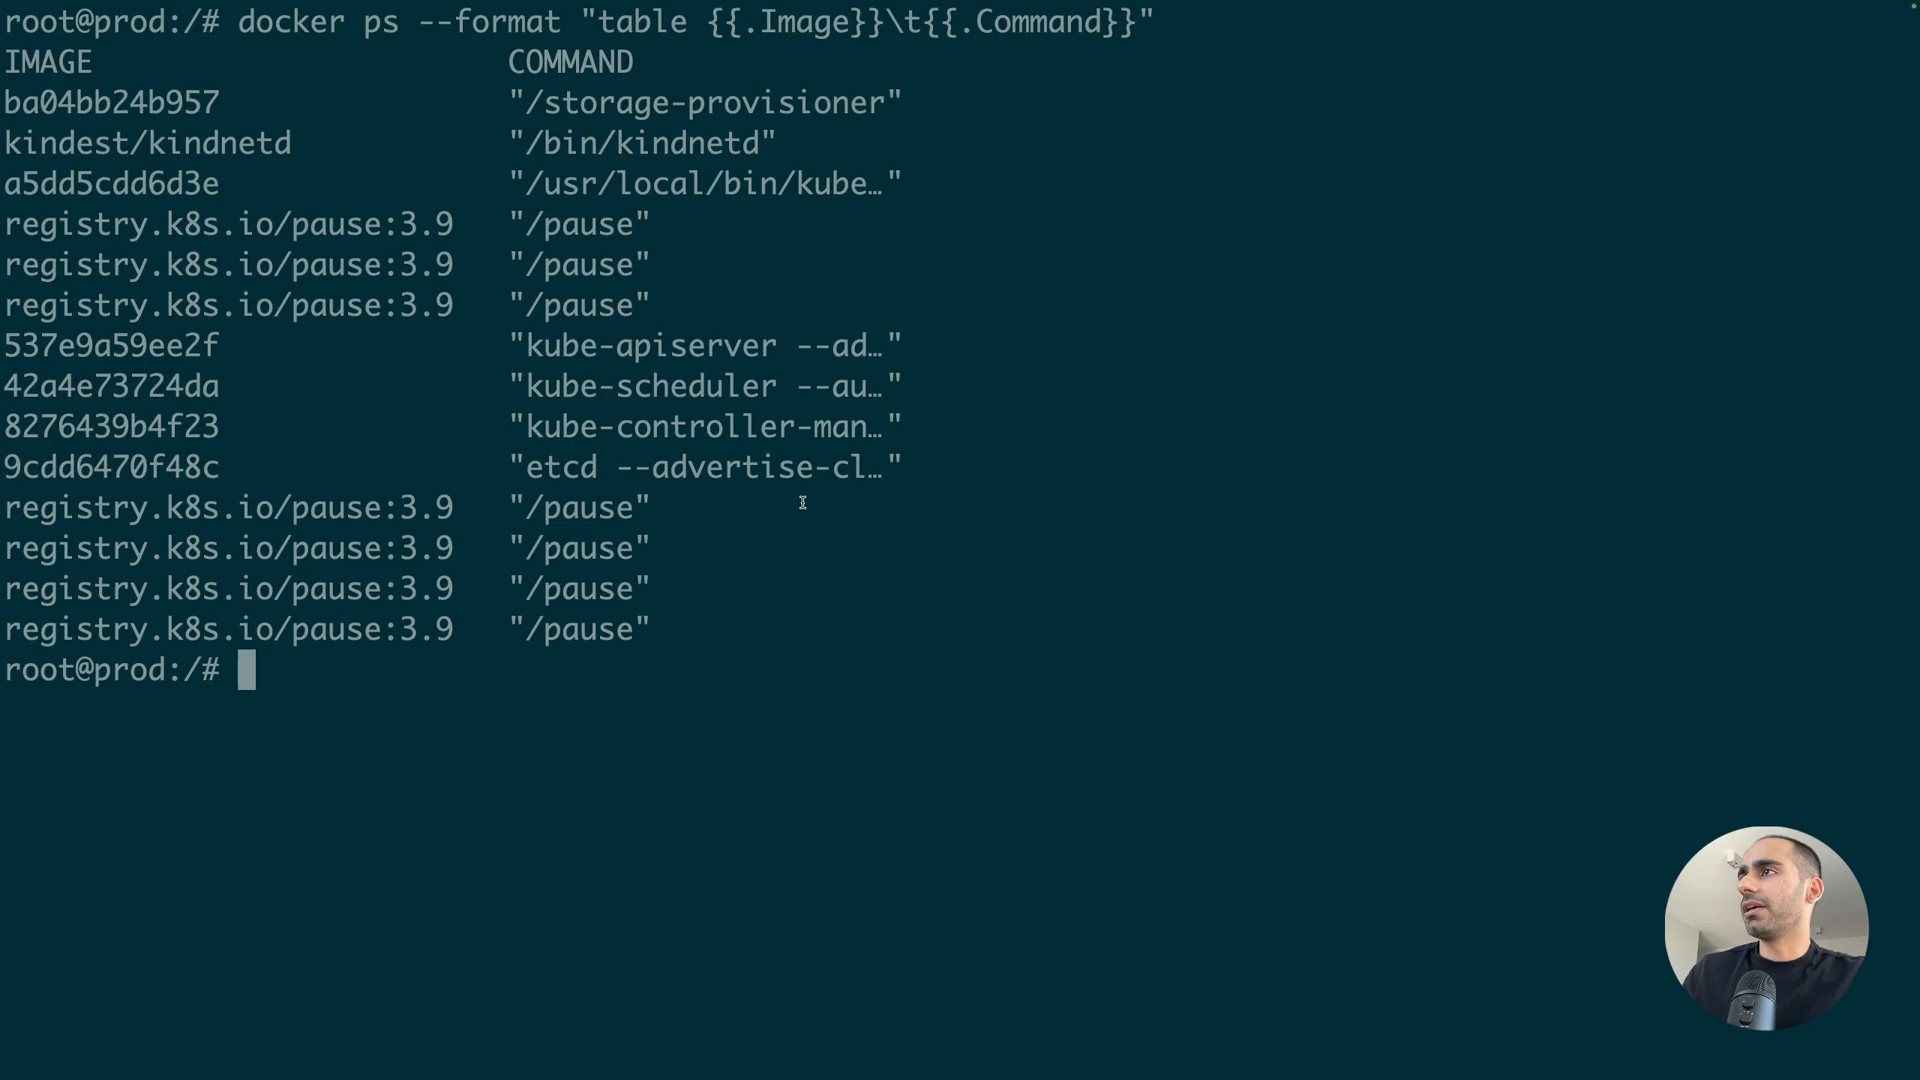 root@prod:/# docker ps --format "table {{.Image}}\t{{.Command}}"
IMAGE COMMAND
ba04bb24b957 "/storage-provisioner"
kindest/kindnetd "/bin/kindnetd"
a5dd5cdd6d3e "/usr/local/bin/kube…"
registry.k8s.io/pause:3.9 "/pause"
registry.k8s.io/pause:3.9 "/pause"
registry.k8s.io/pause:3.9 "/pause"
537e9a59ee2f "kube-apiserver --ad…"
42a4e73724da "kube-scheduler --au…"
8276439b4f23 "kube-controller-man…"
9cdd6470f48c "etcd --advertise-cl…"
registry.k8s.io/pause:3.9 "/pause"
registry.k8s.io/pause:3.9 "/pause"
registry.k8s.io/pause:3.9 "/pause"
registry.k8s.io/pause:3.9 "/pause"
root@prod:/#